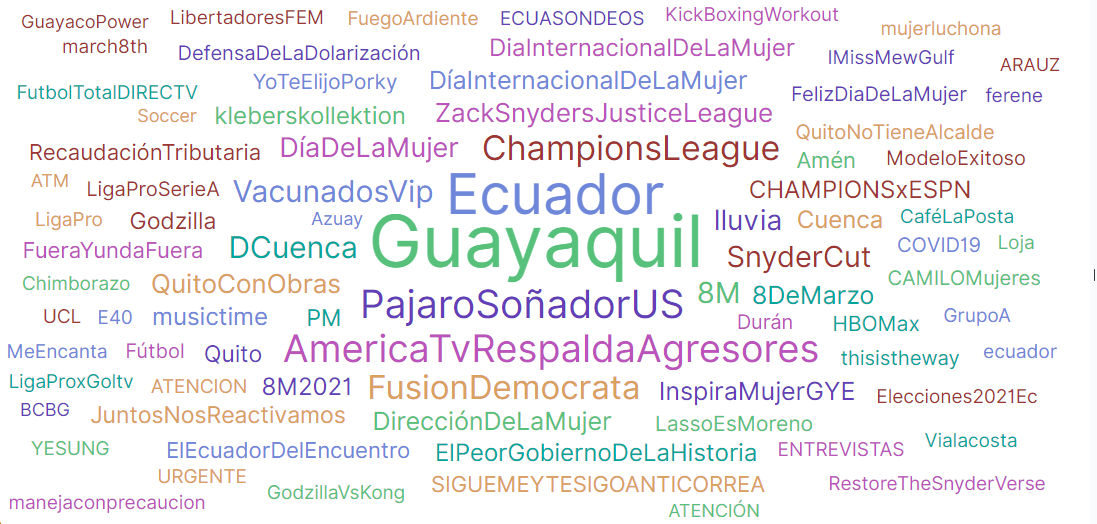 GuayacoPower LibertadoresFEM FuegoArdiente ECUASONDEOS KickBoxingWorkout mujerluchona
march8th DefensaDeLaDolarización DiaInternacionalDeLaMujer IMissMewGulf ARAUZ
FutbolTotalDIRECTV YoTeElijoPorky DíaInternacionalDeLaMujer FelizDiaDeLaMujer ferene
Soccer kleberskollektion ZackSnydersJusticeLeague QuitoNoTieneAlcalde
RecaudaciónTributaria DíaDeLaMujer ChampionsLeague Amén ModeloExitoso
ATM LigaProSerieA VacunadosVip Ecuador CHAMPIONSxESPN
LigaPro Godzilla Azuay lluvia Cuenca CaféLaPosta
FueraYundaFuera DCuenca Guayaquil SnyderCut COVID19 Loja
Chimborazo QuitoConObras PajaroSoñadorUS 8M 8DeMarzo CAMILOMujeres
UCL E40 musictime PM Durán HBOMax GrupoA
MeEncanta Fútbol Quito AmericaTvRespaldaAgresores thisistheway ecuador
LigaProxGoltv ATENCION 8M2021 FusionDemocrata InspiraMujerGYE Elecciones2021Ec
BCBG JuntosNosReactivamos DirecciónDeLaMujer LassoEsMoreno
YESUNG ElEcuadorDelEncuentro ElPeorGobiernoDeLaHistoria ENTREVISTAS Vialacosta
URGENTE GodzillaVsKong SIGUEMEYTESIGOANTICORREA RestoreTheSnyderVerse
manejaconprecaucion ATENCIÓN